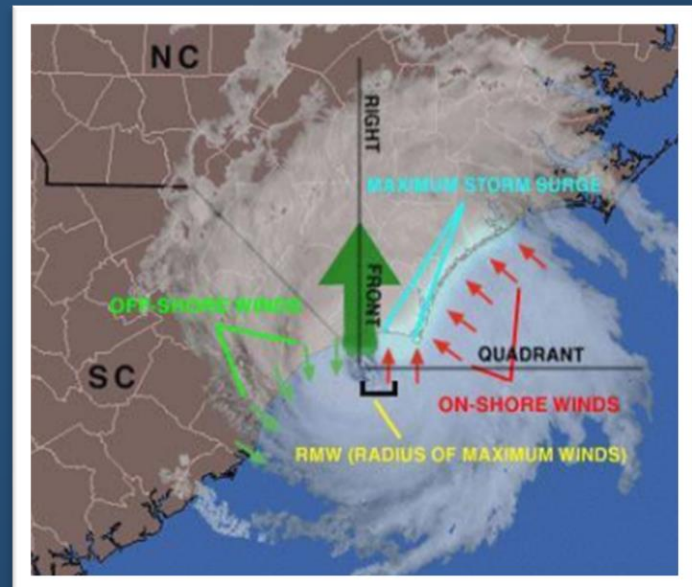 NC
RIGHT
MAXIMUM STORM SURGE
FRONT
OFF-SHORE WINDS
QUADRANT
SC
ON-SHORE WINDS
RMW (RADIUS OF MAXIMUM WINDS)